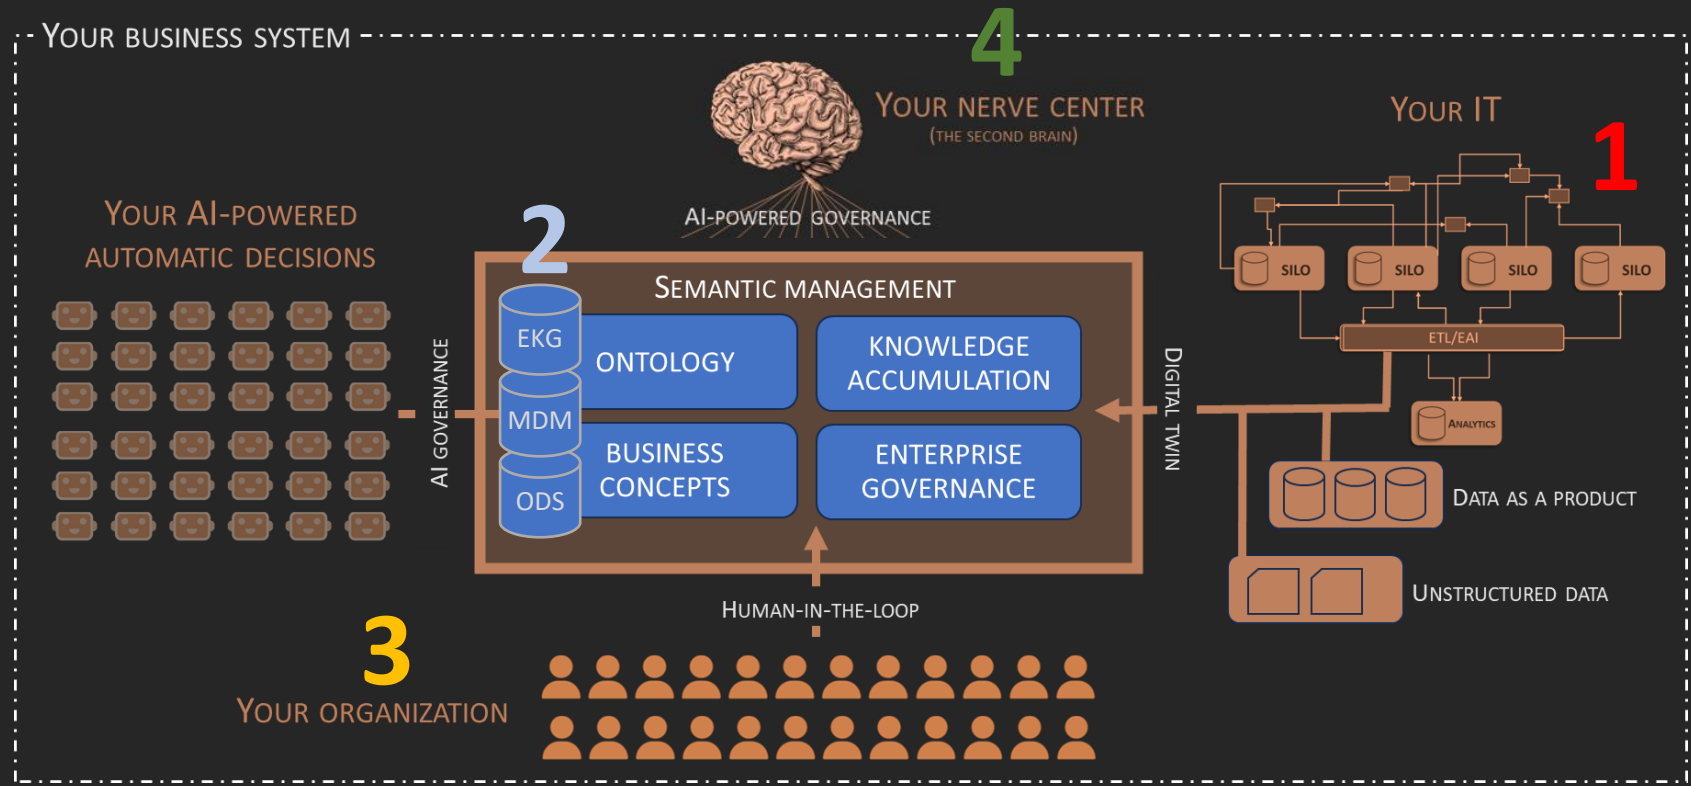 Your business system
4
Your nerve center
(the second brain)
AI-powered governance
Your IT
1
SILO
SILO
SILO
SILO
ETL/EAI
Analytics
Data as a product
Unstructured data
Digital twin
Your AI-powered
automatic decisions
AI governance
2
Semantic management
EKG
MDM
ODS
ONTOLOGY
KNOWLEDGE
ACCUMULATION
BUSINESS
CONCEPTS
ENTERPRISE
GOVERNANCE
Human-in-the-loop
3
Your organization